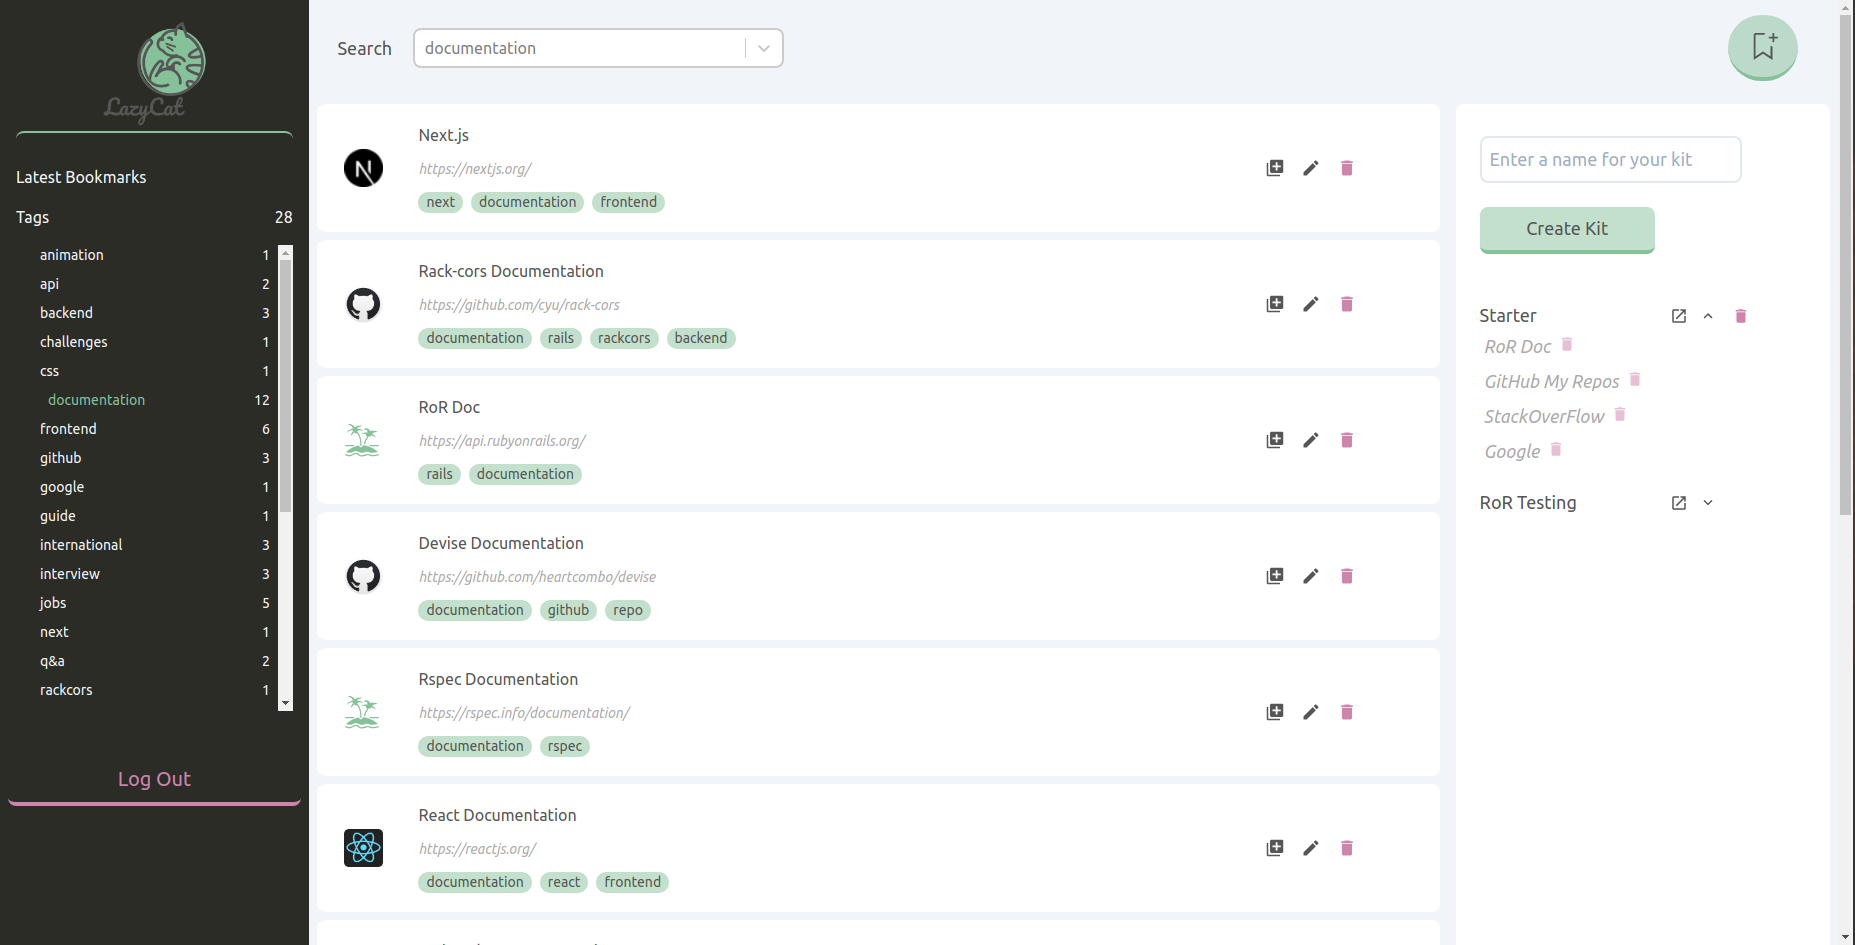 LazyCat
Latest Bookmarks
Tags 28
animation 1
api 2
backend 3
challenges 1
css 1
documentation 12
frontend 6
github 3
google 1
guide 1
international 3
interview 3
jobs 5
next 1
q&a 2
rackcors 1
Log Out
Search documentation
Next.js
https://nextjs.org/
next documentation frontend
Rack-cors Documentation
https://github.com/cyu/rack-cors
documentation rails rackcors backend
RoR Doc
https://api.rubyonrails.org/
rails documentation
Devise Documentation
https://github.com/heartcombo/devise
documentation github repo
Rspec Documentation
https://rspec.info/documentation/
documentation rspec
React Documentation
https://reactjs.org/
documentation react frontend
Enter a name for your kit
Create Kit
Starter
RoR Doc
GitHub My Repos
StackOverFlow
Google
RoR Testing